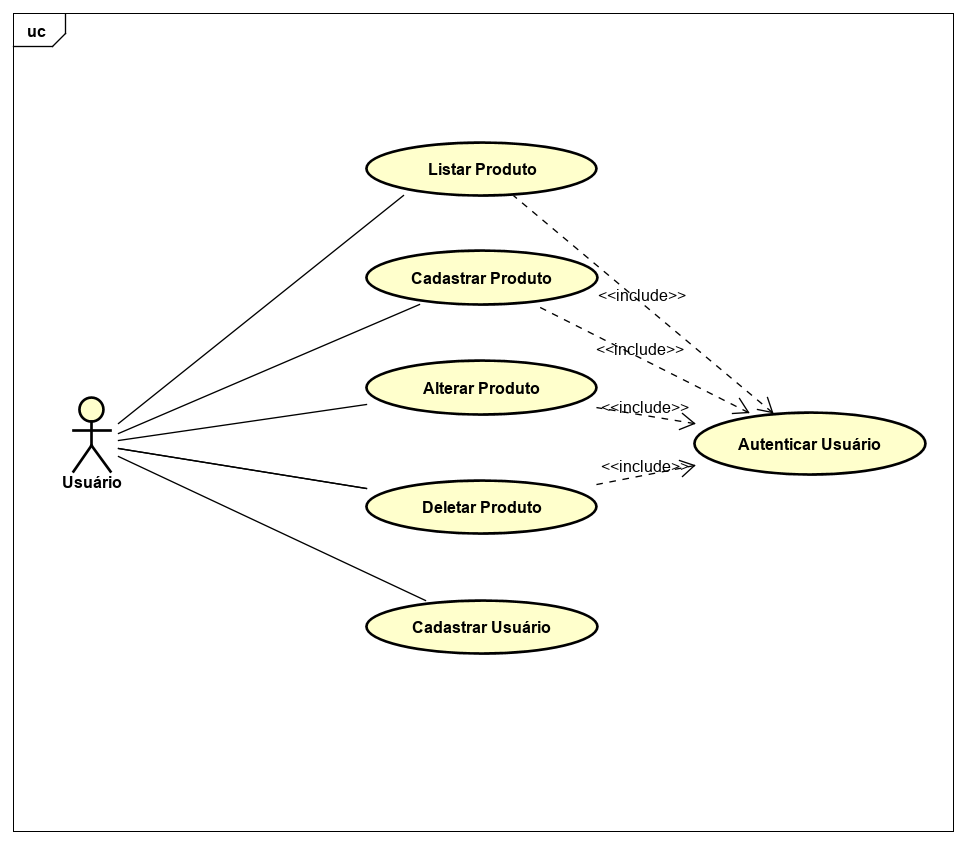 uc
Listar Produto
Cadastrar Produto
<<include>>
<<include>>
Alterar Produto
<<include>>
Autenticar Usuário
<<include>>
Usuário
Deletar Produto
Cadastrar Usuário